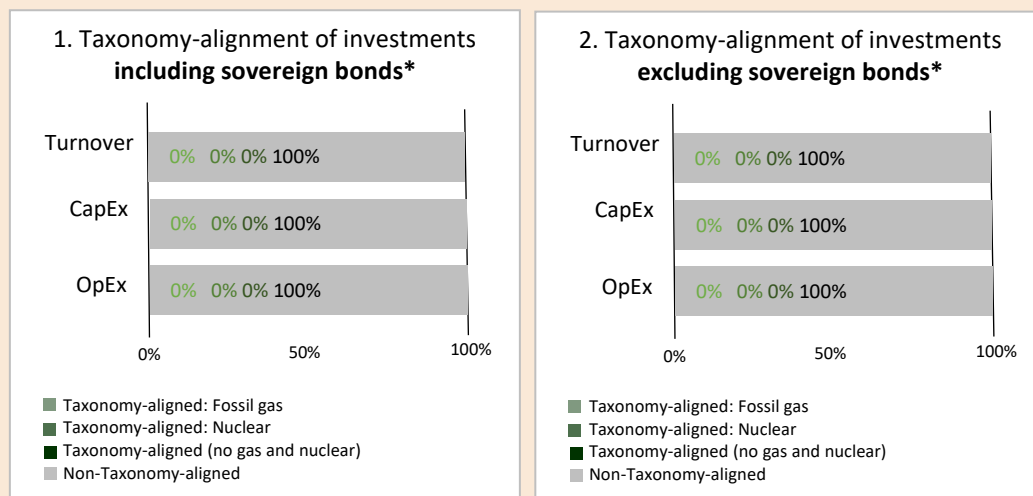 1. Taxonomy-alignment of investments
including sovereign bonds*
Turnover
0% 0% 0% 100%
CapEx
0% 0% 0% 100%
OpEx
0% 0% 0% 100%
0% 50% 100%
Taxonomy-aligned: Fossil gas
Taxonomy-aligned: Nuclear
Taxonomy-aligned (no gas and nuclear)
Non-Taxonomy-aligned
2. Taxonomy-alignment of investments
excluding sovereign bonds*
Turnover
0% 0% 0% 100%
CapEx
0% 0% 0% 100%
OpEx
0% 0% 0% 100%
0% 50% 100%
Taxonomy-aligned: Fossil gas
Taxonomy-aligned: Nuclear
Taxonomy-aligned (no gas and nuclear)
Non-Taxonomy-aligned